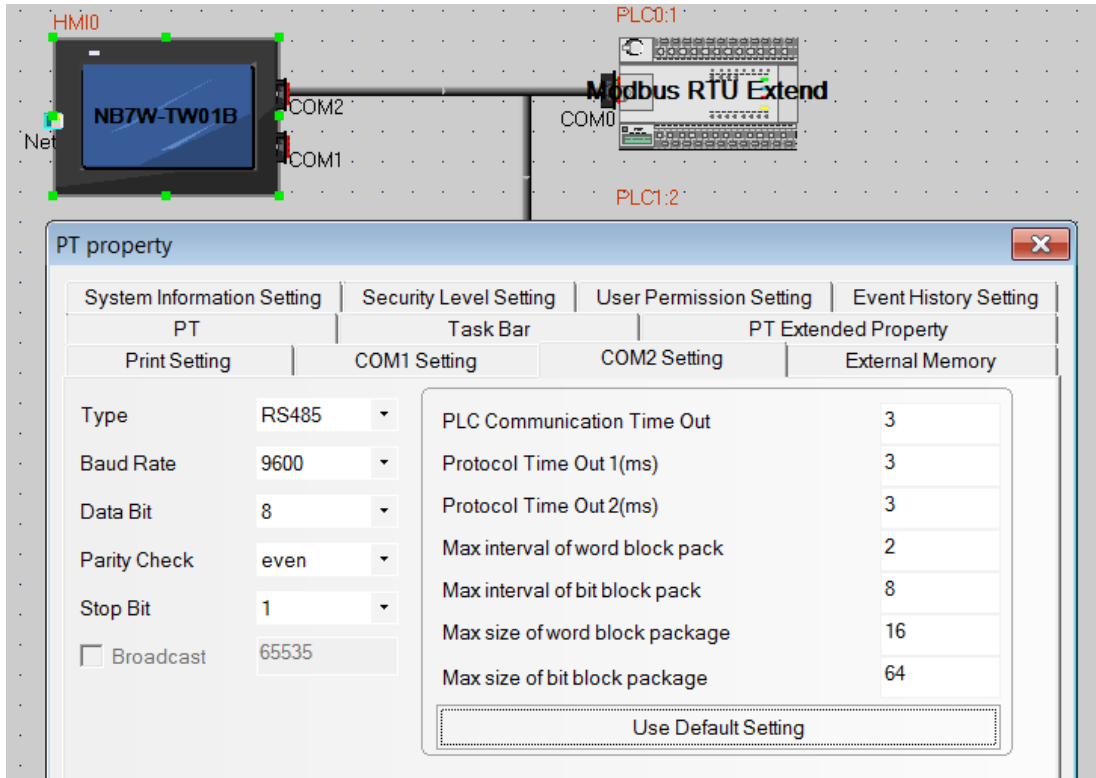 HMI0
PLC0:1
NB7W-TW01B
COM2
Modbus RTU Extend
COM0
Net
COM1
PLC1:2
PT property
System Information Setting
Security Level Setting
User Permission Setting
Event History Setting
PT
Task Bar
PT Extended Property
Print Setting
COM1 Setting
COM2 Setting
External Memory
Type RS485
Baud Rate 9600
Data Bit 8
Parity Check even
Stop Bit 1
Broadcast 65535
PLC Communication Time Out 3
Protocol Time Out 1(ms) 3
Protocol Time Out 2(ms) 3
Max interval of word block pack 2
Max interval of bit block pack 8
Max size of word block package 16
Max size of bit block package 64
Use Default Setting